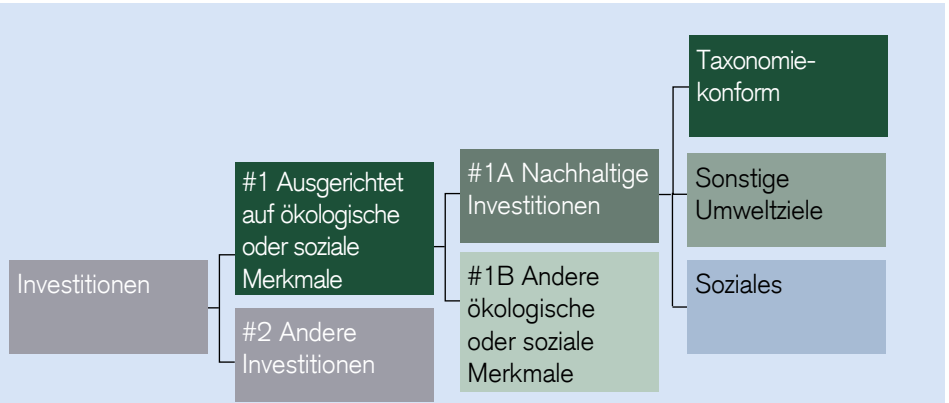 Investitionen
#1 Ausgerichtet
auf ökologische
oder soziale
Merkmale
#2 Andere
Investitionen
#1A Nachhaltige
Investitionen
#1B Andere
ökologische
oder soziale
Merkmale
Taxonomie-
konform
Sonstige
Umweltziele
Soziales